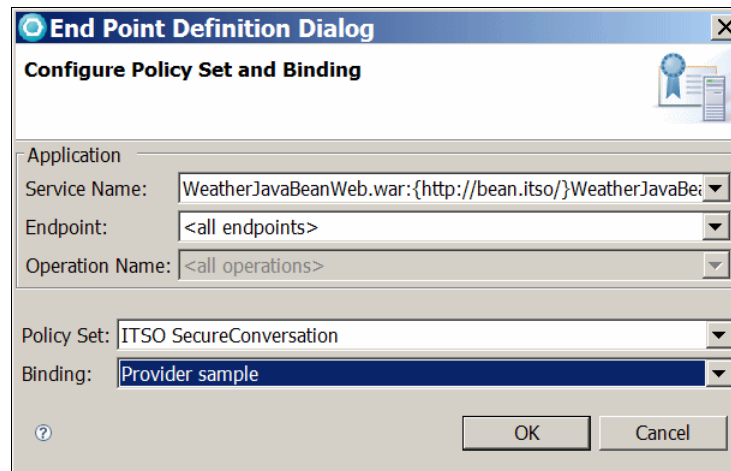 End Point Definition Dialog
Configure Policy Set and Binding
Application
Service Name: WeatherJavaBeanWeb.war:{http://bean.itso/}WeatherJavaBea
Endpoint: <all endpoints>
Operation Name: <all operations>
Policy Set: ITSO SecureConversation
Binding: Provider sample
? OK Cancel